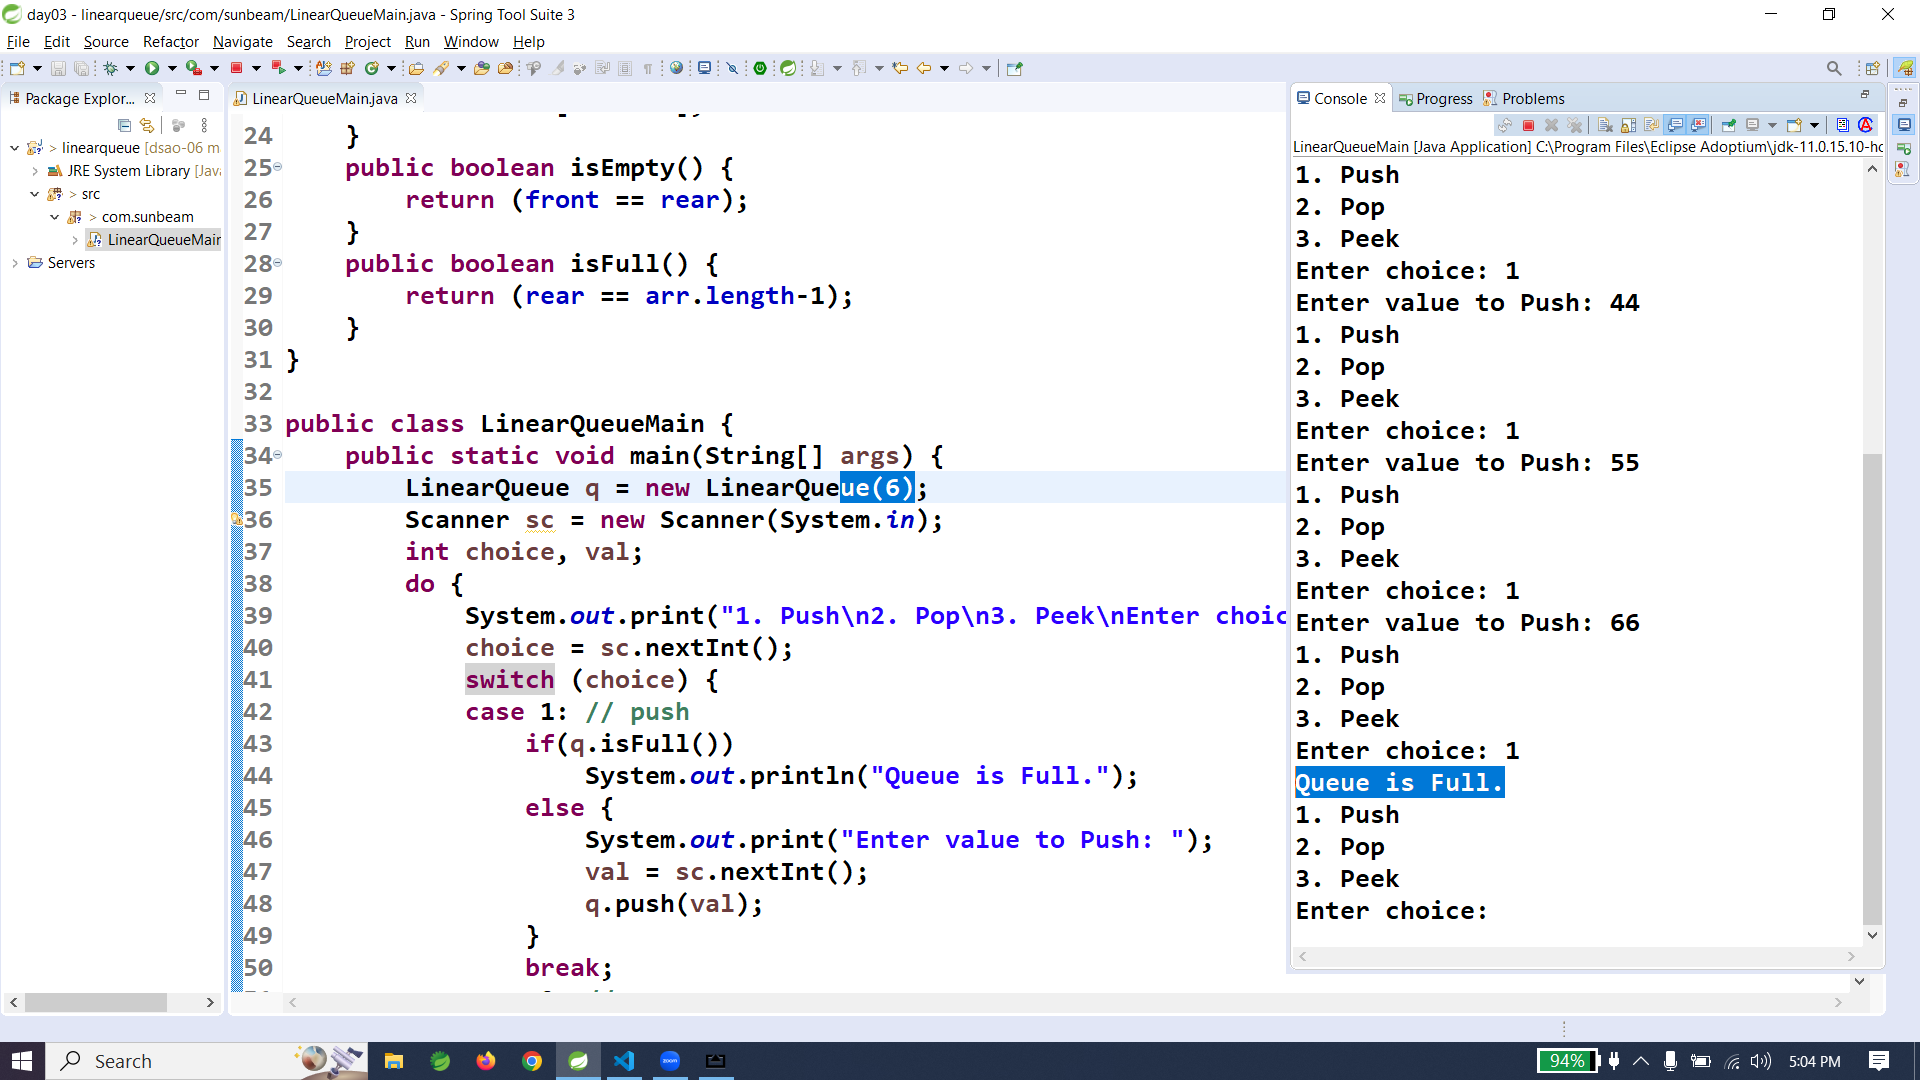 day03 - linearqueue/src/com/sunbeam/LinearQueueMain.java - Spring Tool Suite 3
File Edit Source Refactor Navigate Search Project Run Window Help
Package Explor...
linearqueue [dsao-06 m
JRE System Library [Java
> src
> com.sunbeam
LinearQueueMain
Servers
LinearQueueMain.java
24 }
25 public boolean isEmpty() {
26 return (front == rear);
27 }
28 public boolean isFull() {
29 return (rear == arr.length-1);
30 }
31 }
32
33 public class LinearQueueMain {
34 public static void main(String[] args) {
35 LinearQueue q = new LinearQueue(6);
36 Scanner sc = new Scanner(System.in);
37 int choice, val;
38 do {
39 System.out.print("1. Push\n2. Pop\n3. Peek\nEnter choic
40 choice = sc.nextInt();
41 switch (choice) {
42 case 1: // push
43 if(q.isFull())
44 System.out.println("Queue is Full.");
45 else {
46 System.out.print("Enter value to Push: ");
47 val = sc.nextInt();
48 q.push(val);
49 }
50 break;
Console Progress Problems
LinearQueueMain [Java Application] C:\Program Files\Eclipse Adoptium\jdk-11.0.15.10-ho
1. Push
2. Pop
3. Peek
Enter choice: 1
Enter value to Push: 44
1. Push
2. Pop
3. Peek
Enter choice: 1
Enter value to Push: 55
1. Push
2. Pop
3. Peek
Enter choice: 1
Enter value to Push: 66
1. Push
2. Pop
3. Peek
Enter choice: 1
Queue is Full.
1. Push
2. Pop
3. Peek
Enter choice:
Search
94%
5:04 PM